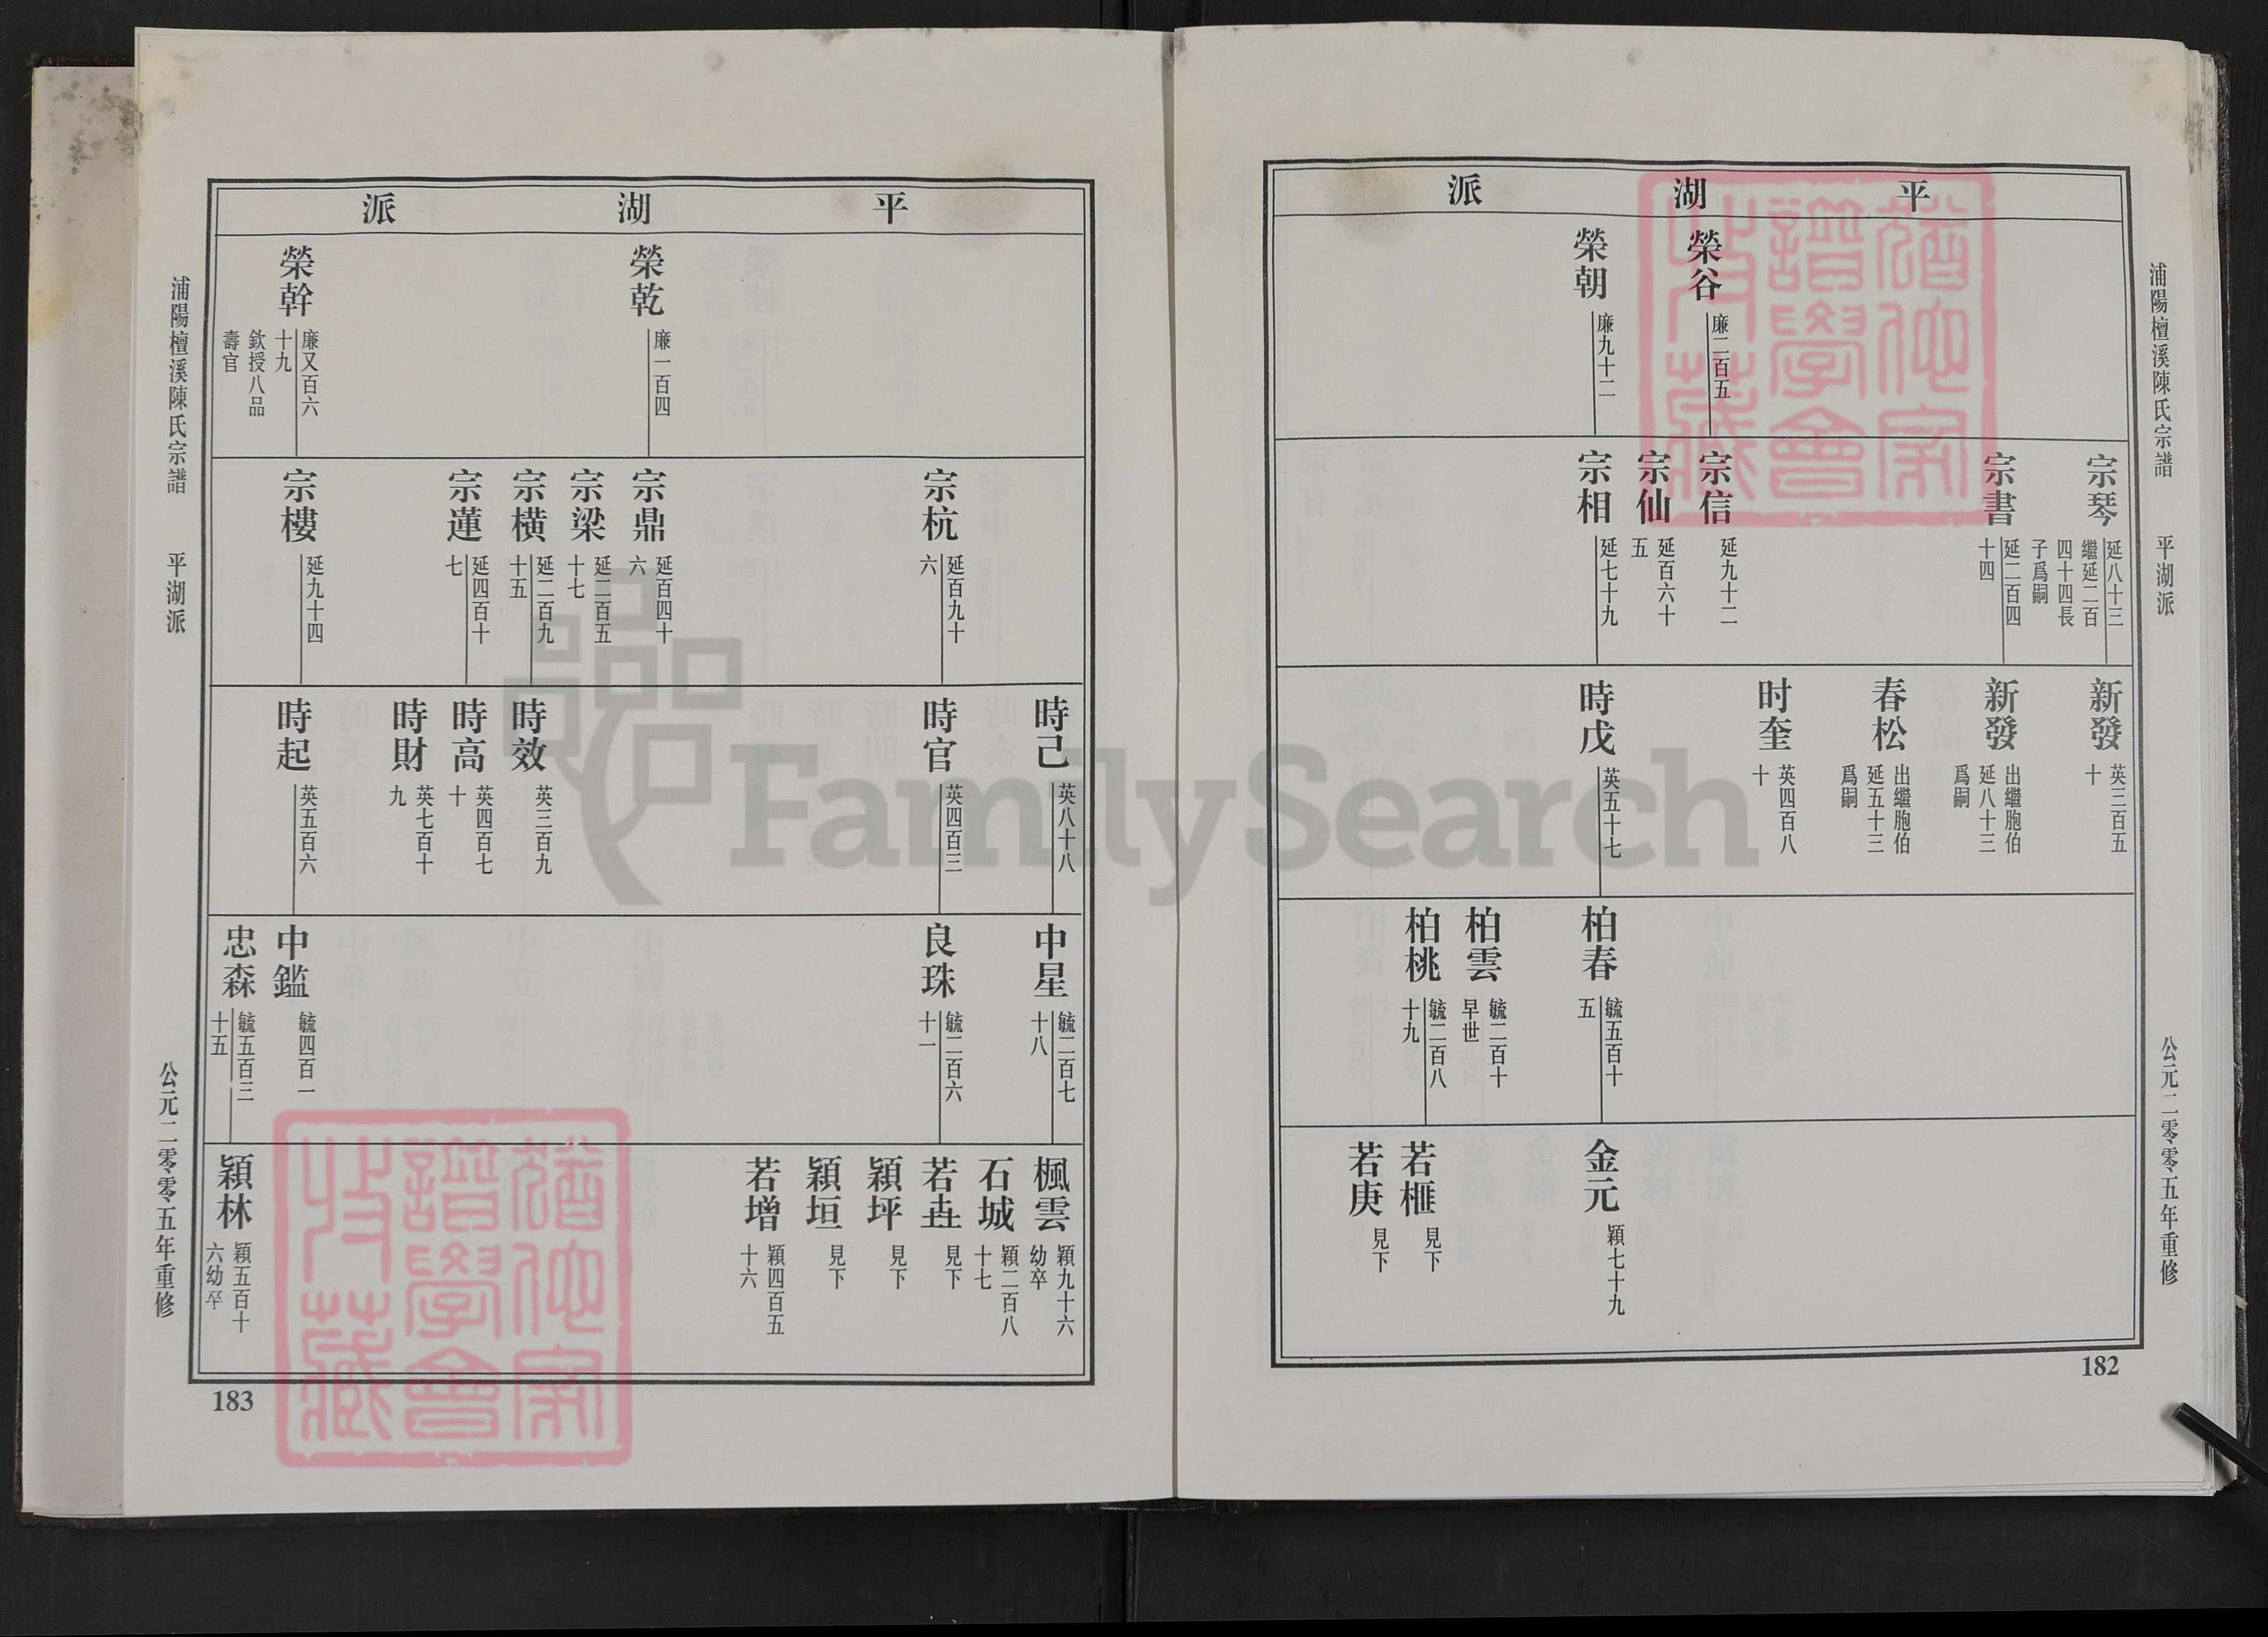 浦陽檀溪陳氏宗譜
平湖派
公元二零零五年重修
182
平湖派
榮谷
廉二百五
榮朝
廉九十二
宗琴
延八十三
繼延二百
四十四長
子爲嗣
宗書
延二百四
十四
宗信
延九十二
宗仙
延百六十
五
宗相
延七十九
新發
英三百五
十
新發
出繼胞伯
延八十三
爲嗣
春松
出繼胞伯
延五十三
爲嗣
时奎
英四百八
十
時戊
英五十七
柏春
毓五百十
五
柏雲
毓二百十
早世
柏桃
毓二百八
十九
金元
穎七十九
若榧
見下
若庚
見下
平湖派
榮乾
廉一百四
榮幹
廉又百六
十九
欽授八品
壽官
宗杭
延百九十
六
宗鼎
延百四十
六
宗梁
延二百五
十七
宗橫
延二百九
十五
宗蓮
延四百十
七
宗樓
延九十四
時己
英八十八
時官
英四百三
時效
英三百九
時高
英四百七
十
時財
英七百十
九
時起
英五百六
中星
毓二百七
十八
良珠
毓二百六
十一
中鑑
毓四百一
忠森
毓五百三
十五
楓雲
穎九十六
幼卒
石城
穎二百八
十七
若垚
見下
穎坪
見下
穎垣
見下
若增
穎四百五
十六
穎林
穎五百十
六幼卒
浦陽檀溪陳氏宗譜
平湖派
公元二零零五年重修
183
FamilySearch